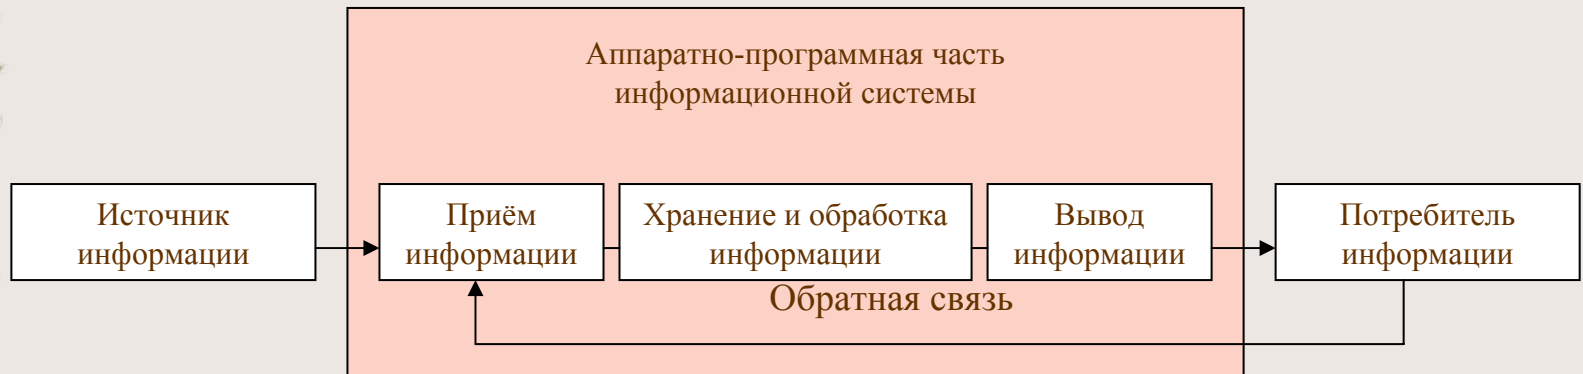 Аппаратно-программная часть
информационной системы
Источник
информации
Приём
информации
Хранение и обработка
информации
Вывод
информации
Потребитель
информации
Обратная связь